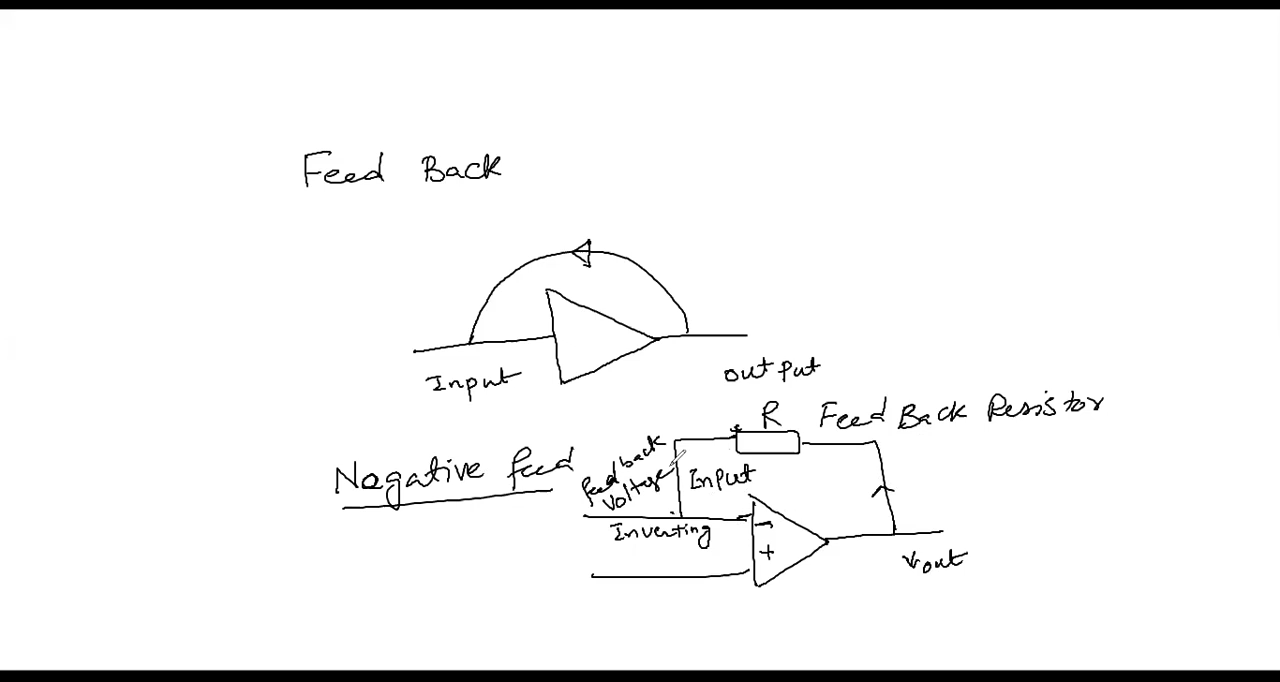 Feed Back
Input
output
R
Feed Back Resistor
Negative feed
feed back
voltage
Input
Inverting
−
+
Vout